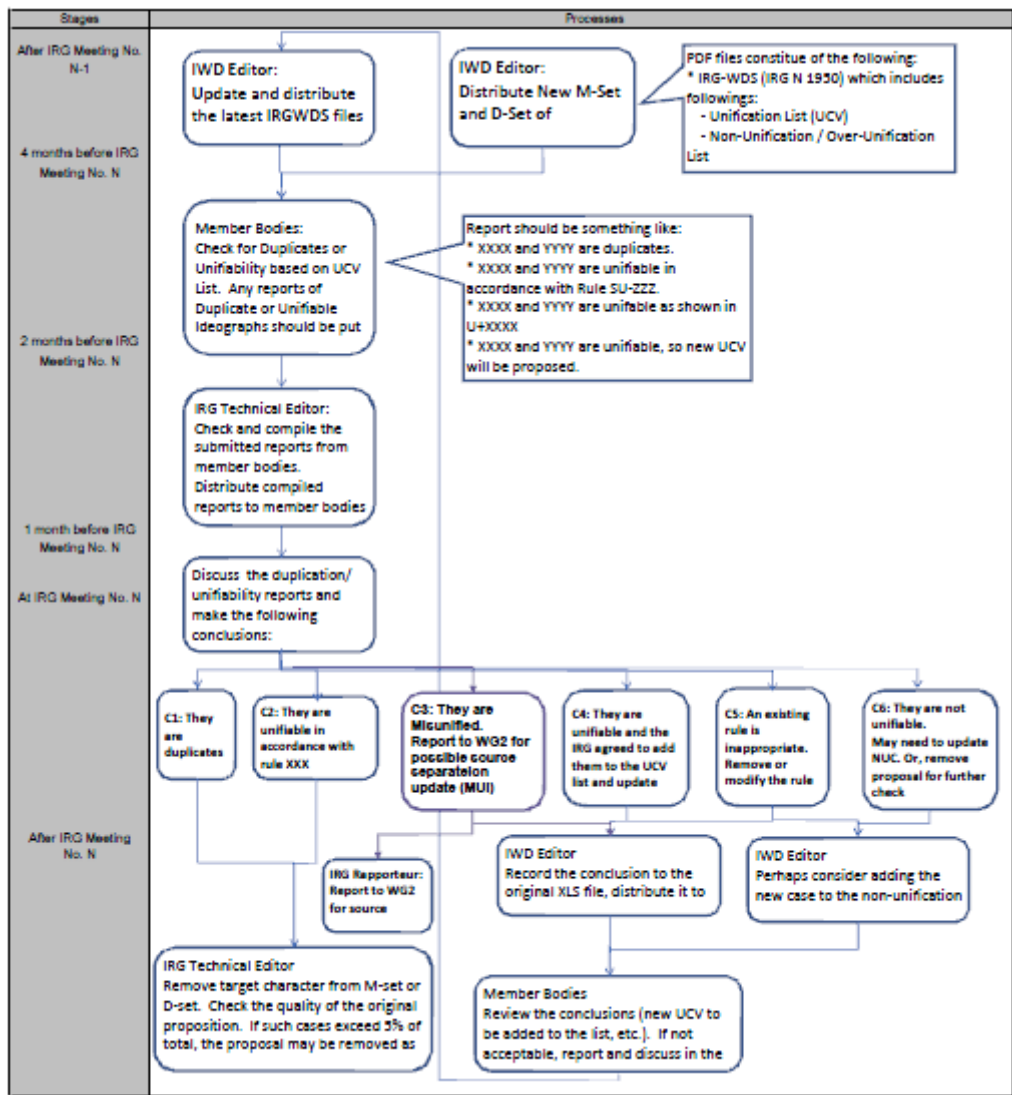 Stages
Processes
After IRG Meeting No.
N-1
IWD Editor:
Update and distribute
the latest IRGWDS files
IWD Editor:
Distribute New M-Set
and D-Set of
PDF files constitue of the following:
* IRG-WDS (IRG N 1950) which includes
followings:
- Unification List (UCV)
- Non-Unification / Over-Unification
List
4 months before IRG
Meeting No. N
Member Bodies:
Check for Duplicates or
Unifiability based on UCV
List. Any reports of
Duplicate or Unifiable
Ideographs should be put
Report should be something like:
* XXXX and YYYY are duplicates.
* XXXX and YYYY are unifiable in
accordance with Rule SU-ZZZ.
* XXXX and YYYY are unifable as shown in
U+XXXX
* XXXX and YYYY are unifiable, so new UCV
will be proposed.
2 months before IRG
Meeting No. N
IRG Technical Editor:
Check and compile the
submitted reports from
member bodies.
Distribute compiled
reports to member bodies
1 month before IRG
Meeting No. N
At IRG Meeting No. N
Discuss the duplication/
unifiability reports and
make the following
conclusions:
C1: They
are
duplicates
C2: They are
unifiable in
accordance with
rule XXX
C3: They are
Misunified.
Report to WG2 for
possible source
separateion
update (MUI)
C4: They are
unifiable and the
IRG agreed to add
them to the UCV
list and update
C5: An existing
rule is
inappropriate.
Remove or
modify the rule
C6: They are not
unifiable.
May need to update
NUC. Or, remove
proposal for further
check
After IRG Meeting
No. N
IRG Rapporteur:
Report to WG2
for source
IWD Editor
Record the conclusion to the
original XLS file, distribute it to
IWD Editor
Perhaps consider adding the
new case to the non-unification
IRG Technical Editor
Remove target character from M-set or
D-set. Check the quality of the original
proposition. If such cases exceed 5% of
total, the proposal may be removed as
Member Bodies
Review the conclusions (new UCV to
be added to the list, etc.). If not
acceptable, report and discuss in the